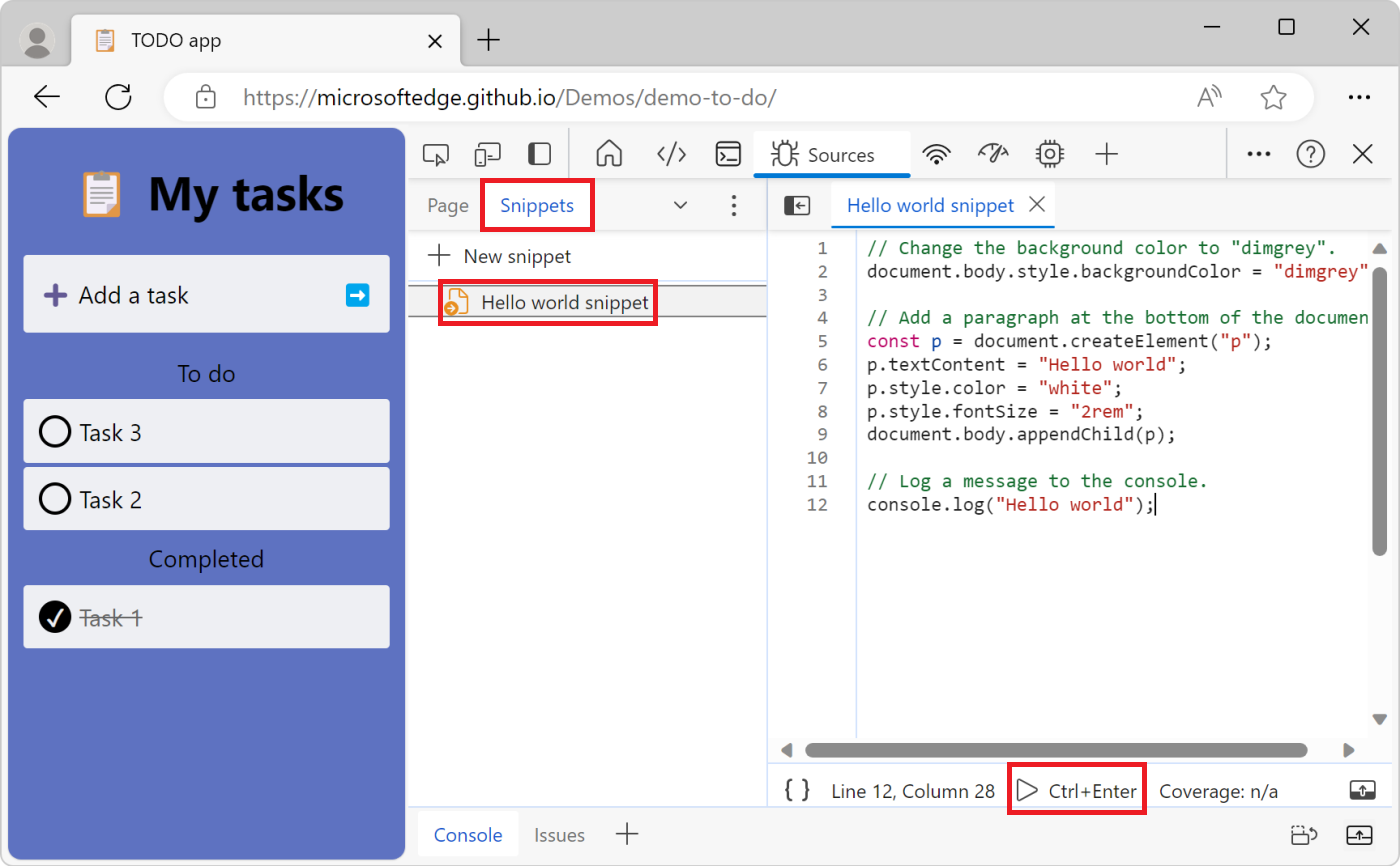 TODO app
https://microsoftedge.github.io/Demos/demo-to-do/
My tasks
Add a task
To do
Task 3
Task 2
Completed
Task 1
Sources
Page
Snippets
New snippet
Hello world snippet
Hello world snippet
1 // Change the background color to "dimgrey".
2 document.body.style.backgroundColor = "dimgrey"
3
4 // Add a paragraph at the bottom of the documen
5 const p = document.createElement("p");
6 p.textContent = "Hello world";
7 p.style.color = "white";
8 p.style.fontSize = "2rem";
9 document.body.appendChild(p);
10
11 // Log a message to the console.
12 console.log("Hello world");
{ } Line 12, Column 28 Ctrl+Enter Coverage: n/a
Console Issues